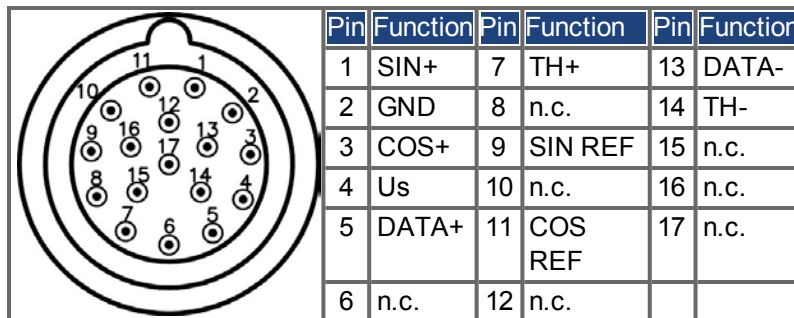 11 1
10 12 2
9 16 17 13 3
8 15 14 4
7 6 5
Pin Function Pin Function Pin Function
1 SIN+ 7 TH+ 13 DATA-
2 GND 8 n.c. 14 TH-
3 COS+ 9 SIN REF 15 n.c.
4 Us 10 n.c. 16 n.c.
5 DATA+ 11 COS REF 17 n.c.
6 n.c. 12 n.c.